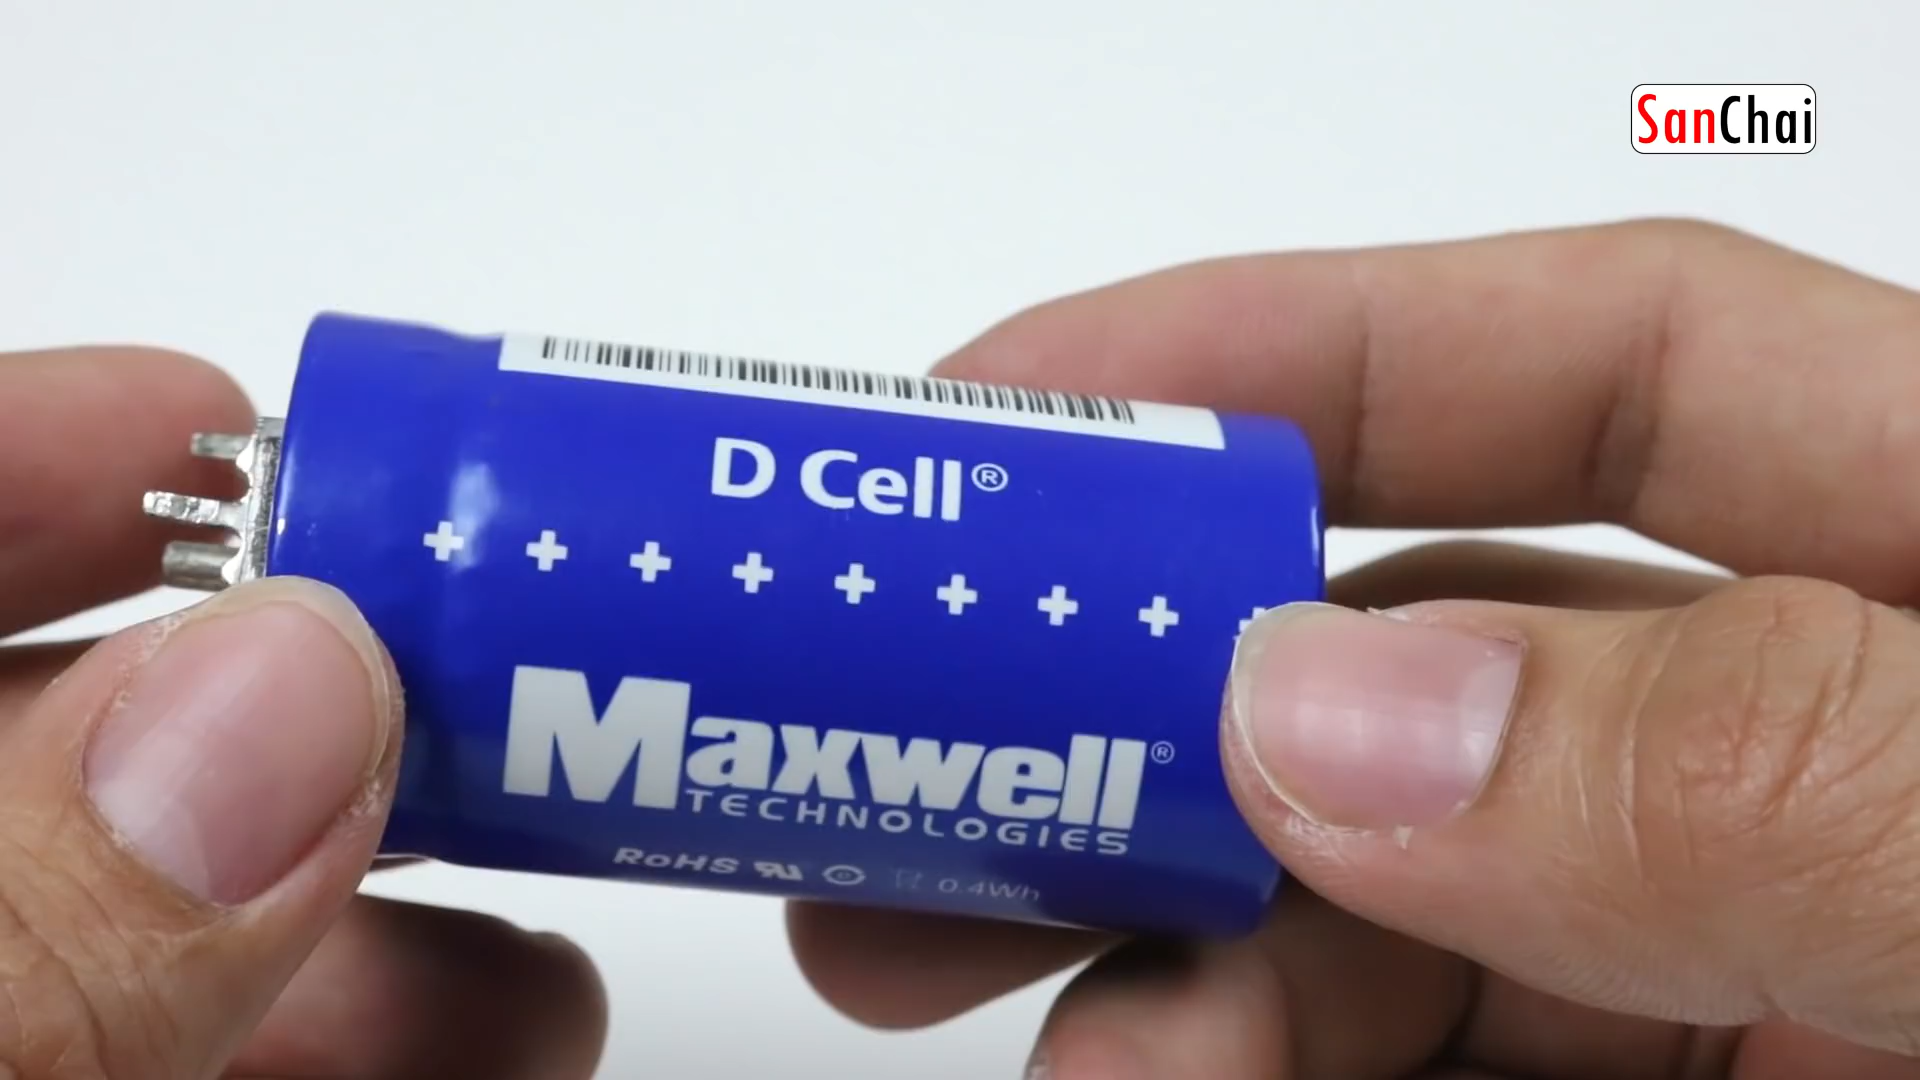 SanChai
D Cell®
+ + + + + + + +
Maxwell®
TECHNOLOGIES
RoHS 0.4Wh